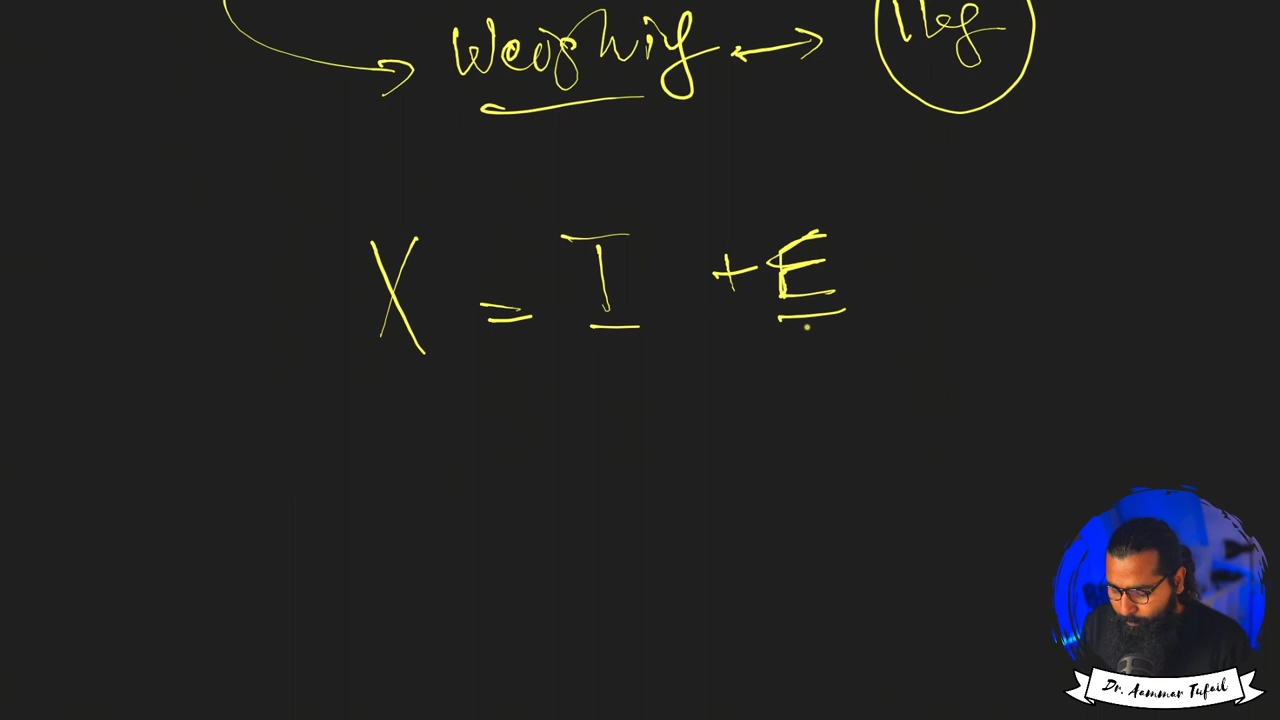 Weighing ↔ 1kg
X = T + E
Dr. Aammar Tufail